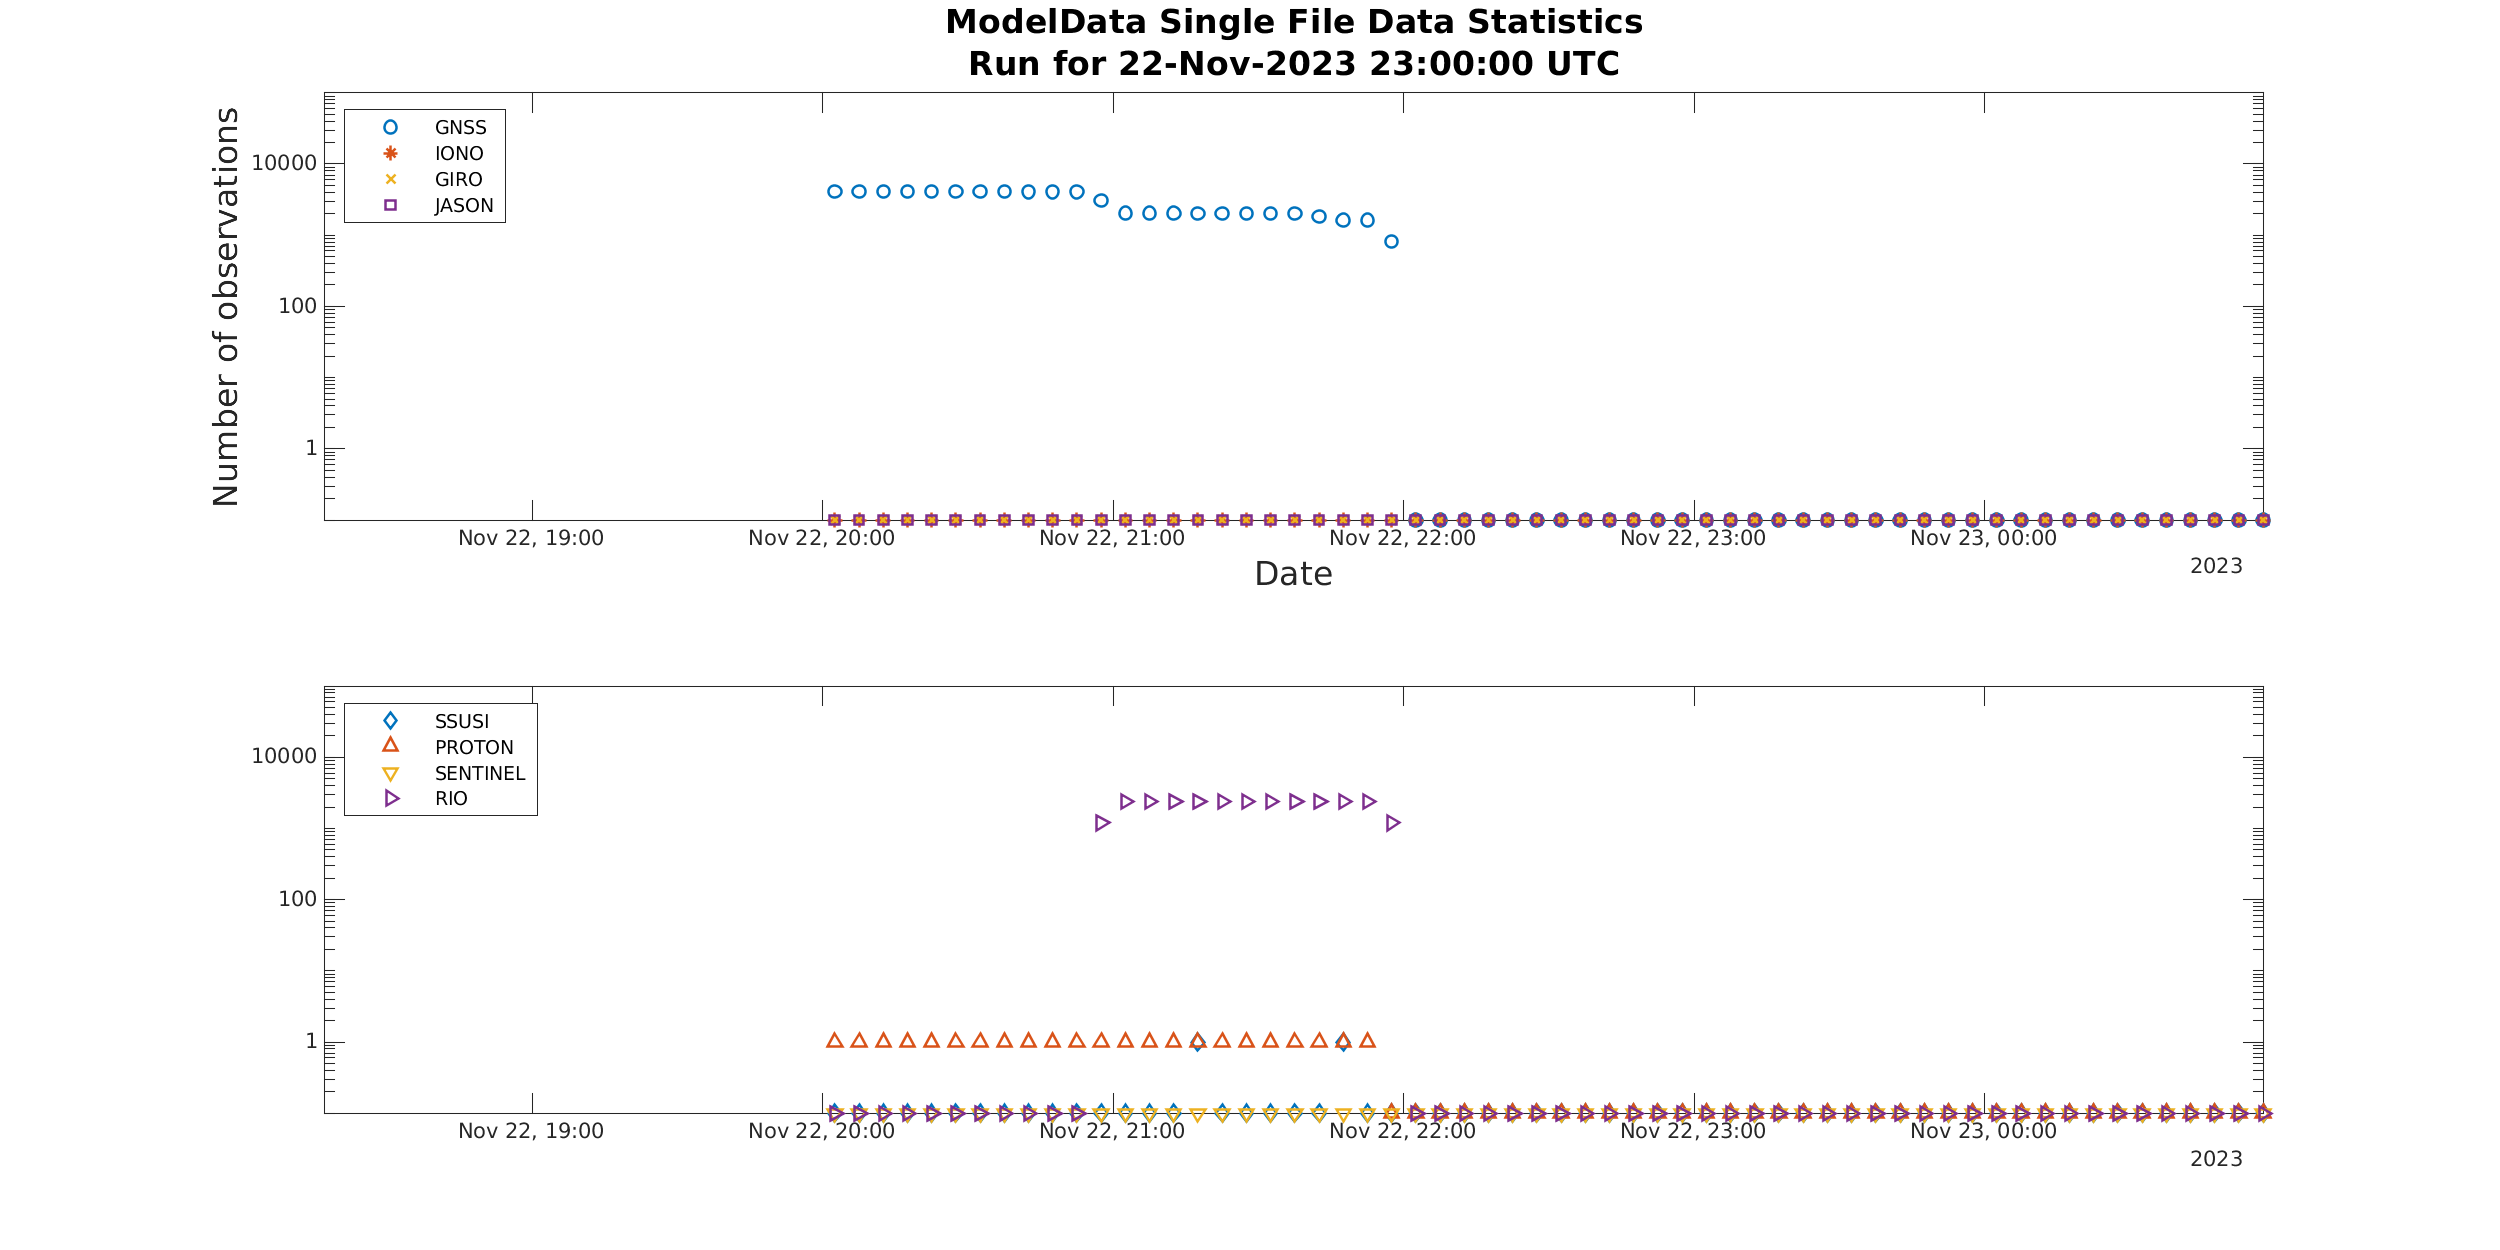 ModelData Single File Data Statistics
Run for 22-Nov-2023 23:00:00 UTC
Number of observations
10000
100
1
GNSS
IONO
GIRO
JASON
Nov 22, 19:00
Nov 22, 20:00
Nov 22, 21:00
Nov 22, 22:00
Nov 22, 23:00
Nov 23, 00:00
2023
Date
10000
100
1
SSUSI
PROTON
SENTINEL
RIO
Nov 22, 19:00
Nov 22, 20:00
Nov 22, 21:00
Nov 22, 22:00
Nov 22, 23:00
Nov 23, 00:00
2023